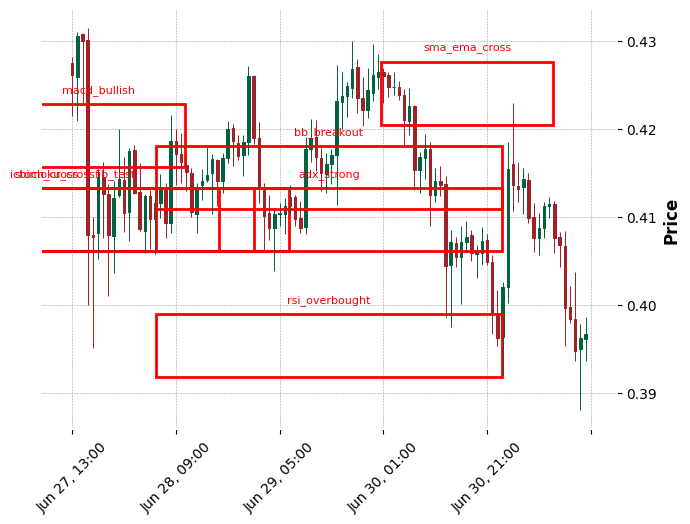 sma_ema_cross
0.43
macd_bullish
0.42
bb_breakout
adx_strong
0.41
Price
rsi_overbought
0.40
0.39
Jun 27, 13:00
Jun 28, 09:00
Jun 29, 05:00
Jun 30, 01:00
Jun 30, 21:00